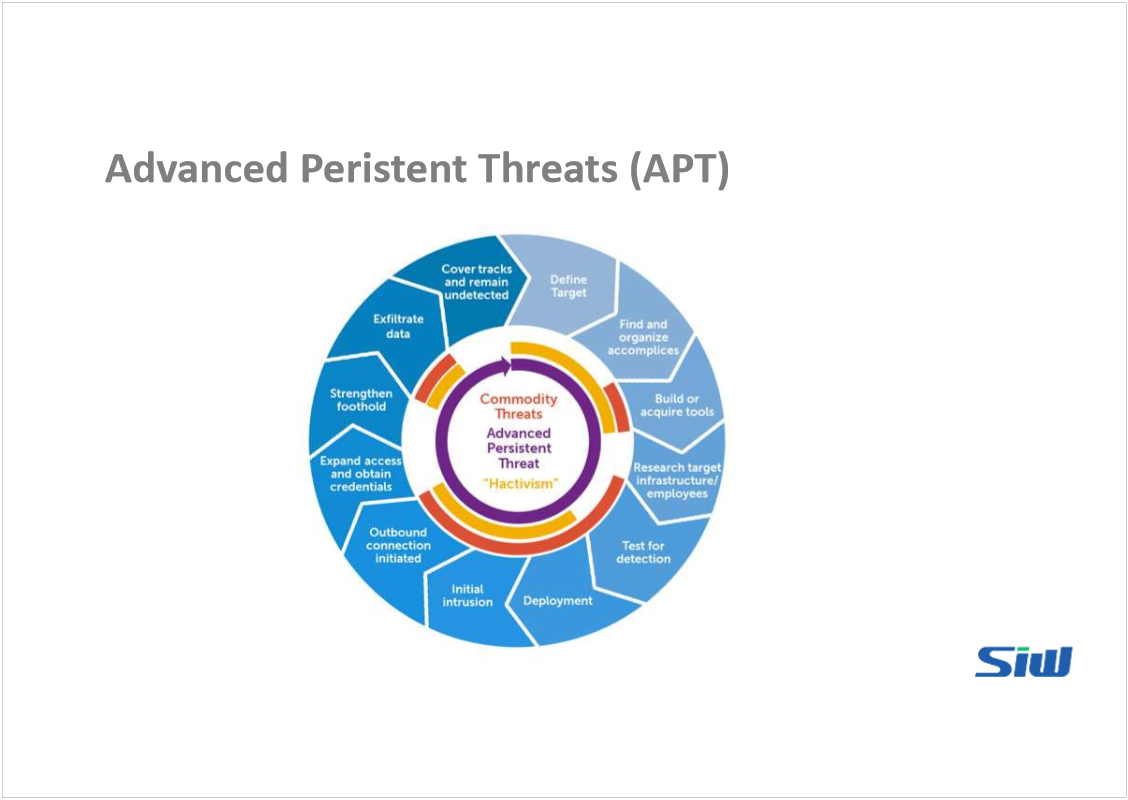 Advanced Peristent Threats (APT)
Cover tracks
and remain
undetected
Define
Target
Find and
organize
accomplices
Build or
acquire tools
Research target
infrastructure/
employees
Test for
detection
Deployment
Initial
intrusion
Outbound
connection
initiated
Expand access
and obtain
credentials
Strengthen
foothold
Exfiltrate
data
Commodity
Threats
Advanced
Persistent
Threat
"Hactivism"
SiW